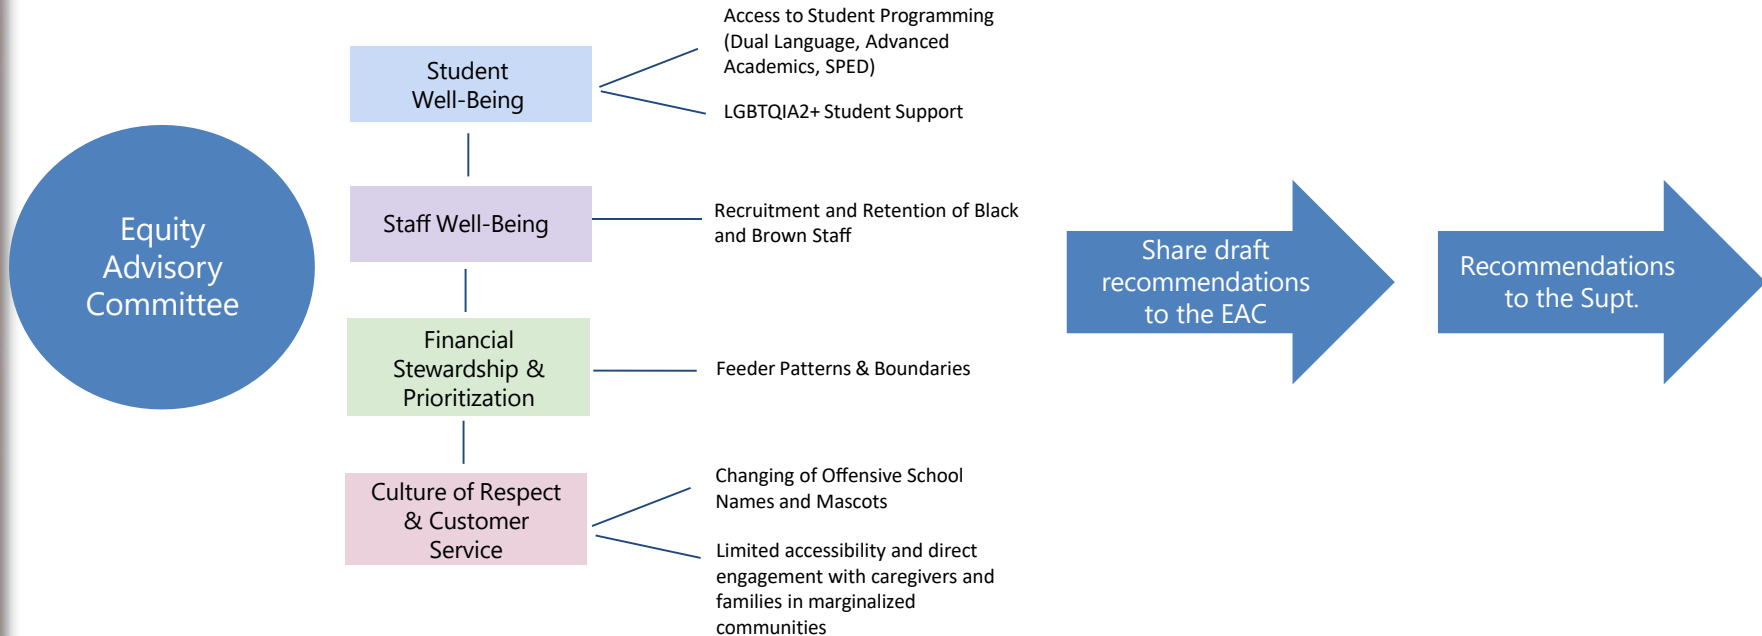 Equity
Advisory
Committee
Student
Well-Being
Access to Student Programming
(Dual Language, Advanced
Academics, SPED)
LGBTQIA2+ Student Support
Staff Well-Being
Recruitment and Retention of Black
and Brown Staff
Financial
Stewardship &
Prioritization
Feeder Patterns & Boundaries
Culture of Respect
& Customer
Service
Changing of Offensive School
Names and Mascots
Limited accessibility and direct
engagement with caregivers and
families in marginalized
communities
Share draft
recommendations
to the EAC
Recommendations
to the Supt.